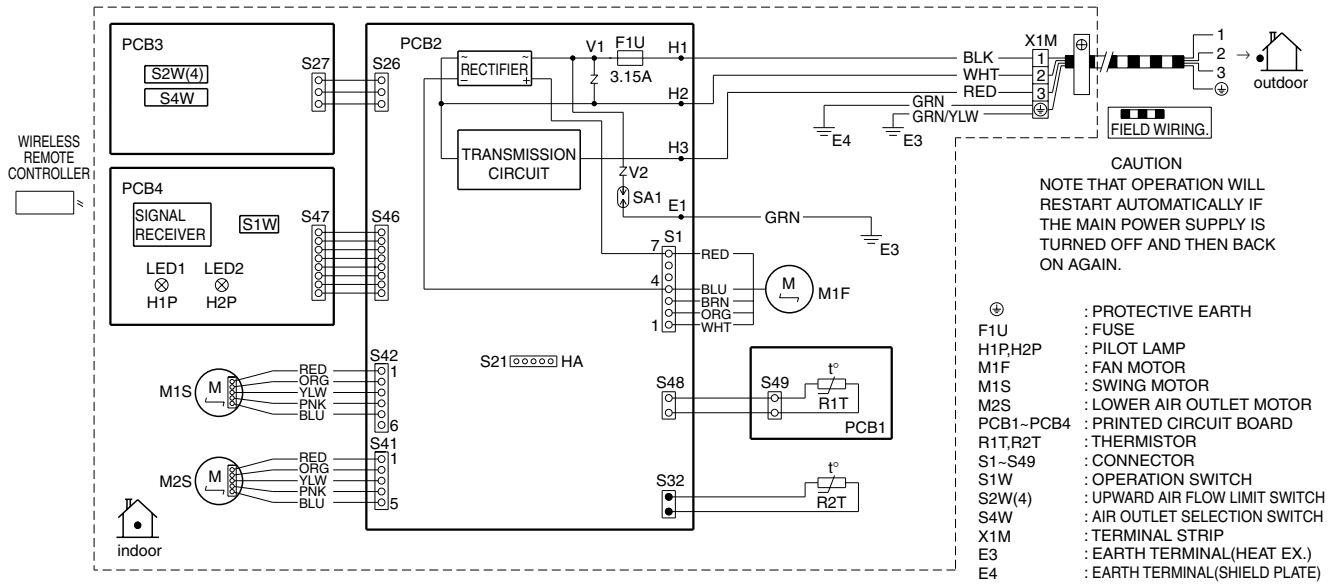 PCB3
S2W(4)
S4W
S27
S26
PCB2
RECTIFIER
~
~
−
+
V1
F1U
3.15A
Z
H1
H2
H3
TRANSMISSION
CIRCUIT
Z V2
SA1
E1
GRN
E3
BLK
WHT
RED
GRN
GRN/YLW
E4
E3
X1M
1
2
3
1
2
3
→
outdoor
FIELD WIRING.
WIRELESS
REMOTE
CONTROLLER
PCB4
SIGNAL
RECEIVER
S1W
LED1
LED2
H1P
H2P
S47
S46
S1
7
4
1
RED
BLU
BRN
ORG
WHT
M
M1F
S21
HA
M1S
M
RED
ORG
YLW
PNK
BLU
S42
1
6
M2S
M
RED
ORG
YLW
PNK
BLU
S41
1
5
S48
S49
t°
R1T
PCB1
S32
t°
R2T
indoor
CAUTION
NOTE THAT OPERATION WILL
RESTART AUTOMATICALLY IF
THE MAIN POWER SUPPLY IS
TURNED OFF AND THEN BACK
ON AGAIN.
: PROTECTIVE EARTH
F1U : FUSE
H1P,H2P : PILOT LAMP
M1F : FAN MOTOR
M1S : SWING MOTOR
M2S : LOWER AIR OUTLET MOTOR
PCB1~PCB4 : PRINTED CIRCUIT BOARD
R1T,R2T : THERMISTOR
S1~S49 : CONNECTOR
S1W : OPERATION SWITCH
S2W(4) : UPWARD AIR FLOW LIMIT SWITCH
S4W : AIR OUTLET SELECTION SWITCH
X1M : TERMINAL STRIP
E3 : EARTH TERMINAL(HEAT EX.)
E4 : EARTH TERMINAL(SHIELD PLATE)